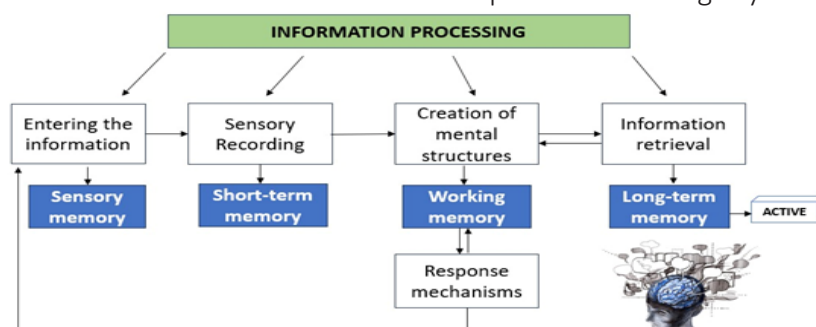 INFORMATION PROCESSING
Entering the
information
Sensory
Recording
Creation of
mental
structures
Information
retrieval
Sensory
memory
Short-term
memory
Working
memory
Long-term
memory
ACTIVE
Response
mechanisms